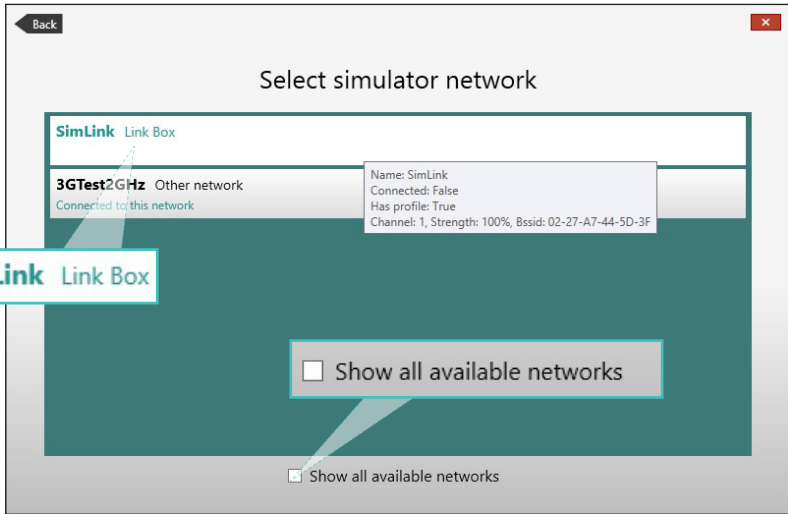 Back
Select simulator network
SimLink Link Box
3GTest2GHz Other network
Connected to this network
Name: SimLink
Connected: False
Has profile: True
Channel: 1, Strength: 100%, Bssid: 02-27-A7-44-5D-3F
Link Link Box
Show all available networks
Show all available networks